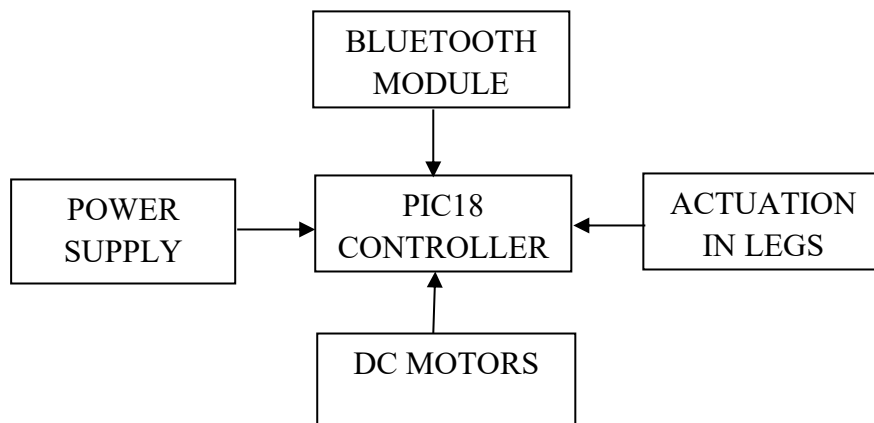 BLUETOOTH
MODULE
POWER
SUPPLY
PIC18
CONTROLLER
ACTUATION
IN LEGS
DC MOTORS